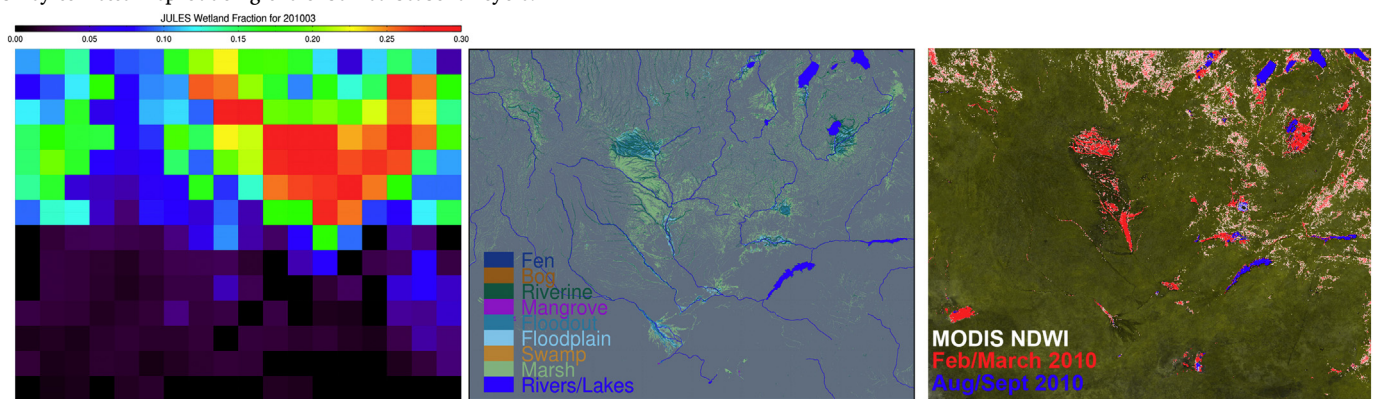 JULES Wetland Fraction for 201003
0.00 0.05 0.10 0.15 0.20 0.25 0.30
Fen
Bog
Riverine
Mangrove
Floodout
Floodplain
Swamp
Marsh
Rivers/Lakes
MODIS NDWI
Feb/March 2010
Aug/Sept 2010